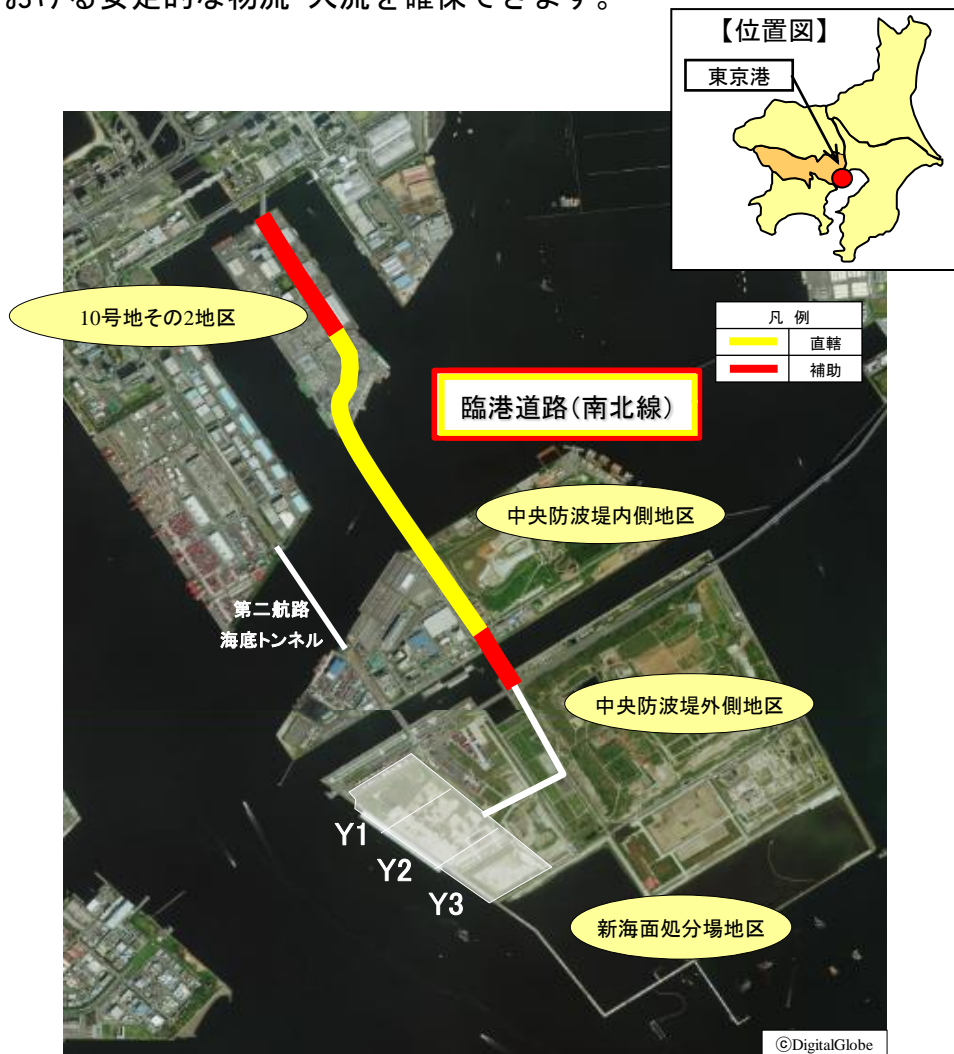 おける安定的な物流・人流を確保できます。
【位置図】
東京港
10号地その2地区
凡 例
直轄
補助
臨港道路(南北線)
中央防波堤内側地区
第二航路
海底トンネル
中央防波堤外側地区
Y1
Y2
Y3
新海面処分場地区
©DigitalGlobe